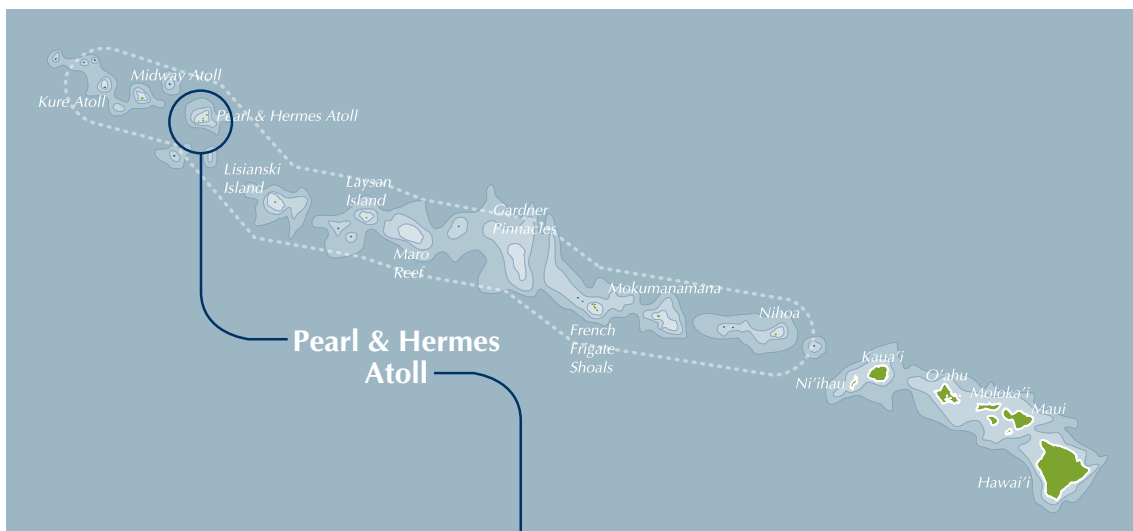 Midway Atoll
Kure Atoll
Pearl & Hermes Atoll
Lisianski
Island
Laysan
Island
Gardner
Pinnacles
Maro
Reef
Mokumanamana
Nihoa
French
Frigate
Shoals
Pearl & Hermes
Atoll
Kaua'i
Ni'ihau
O'ahu
Moloka'i
Maui
Hawai'i